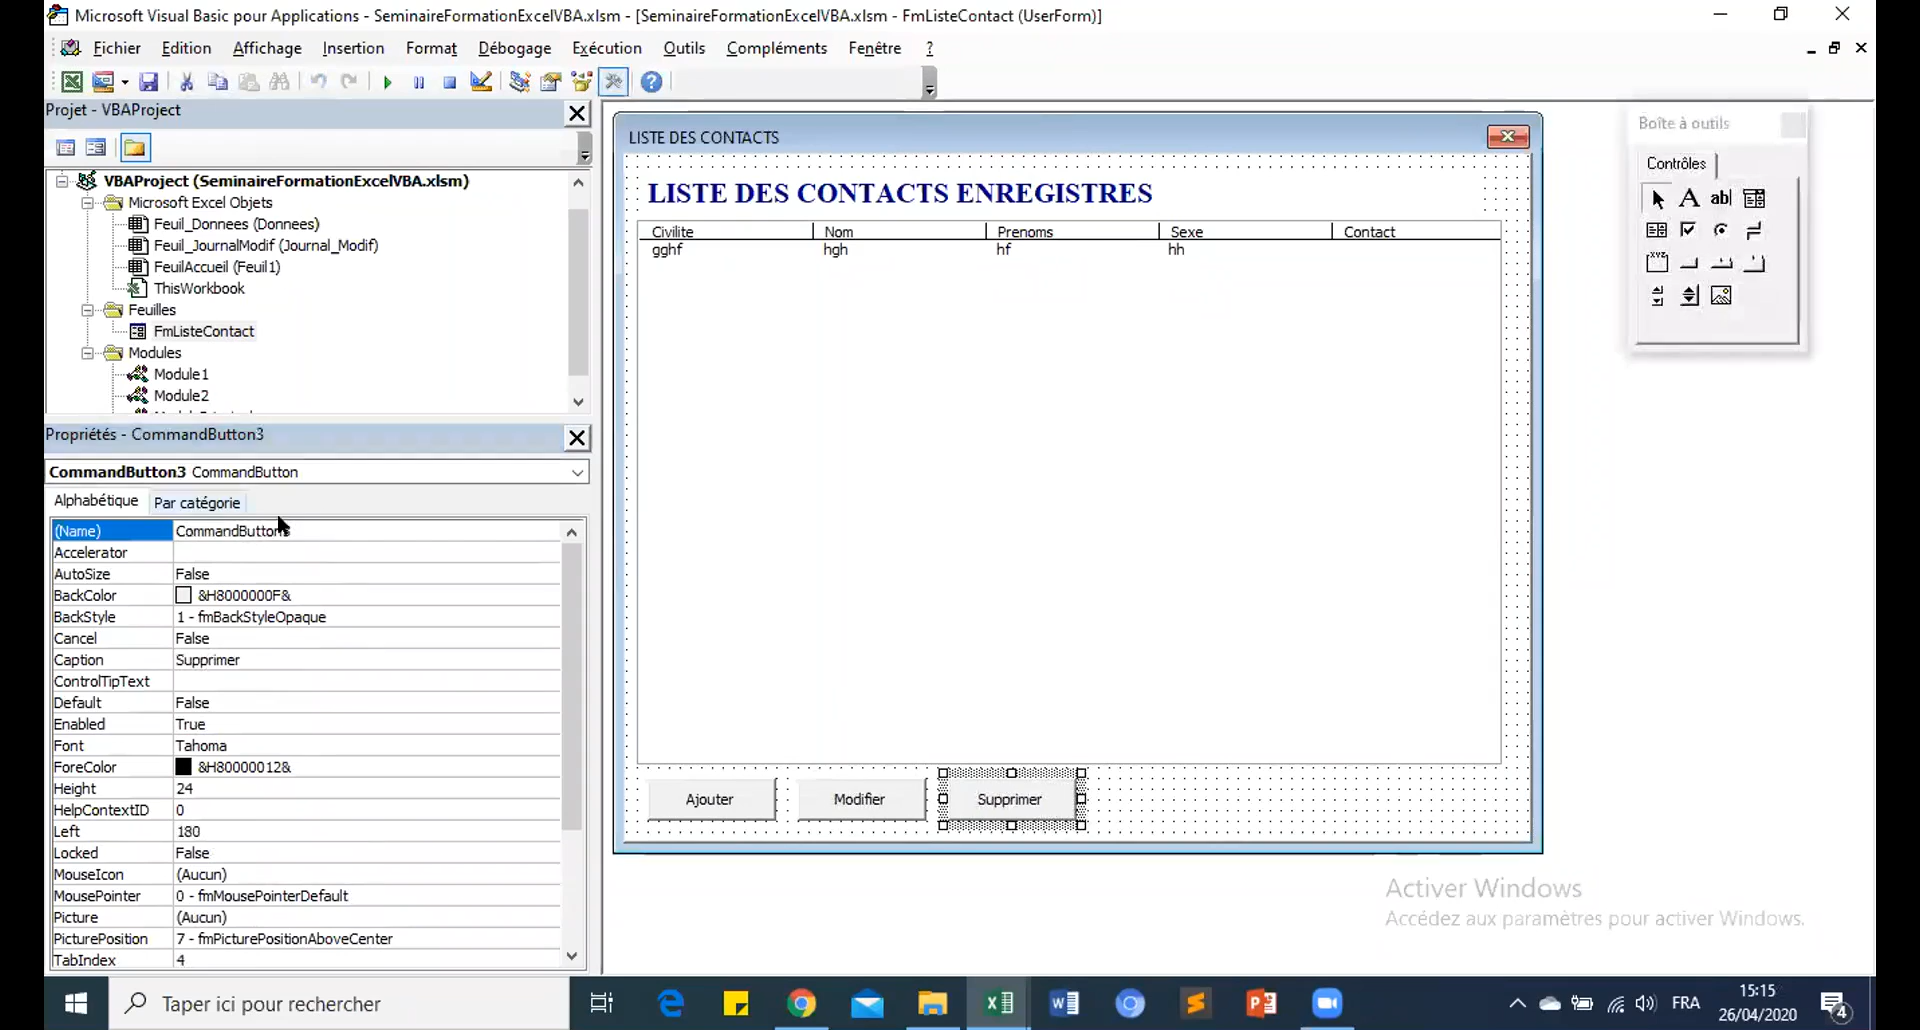 Microsoft Visual Basic pour Applications - SeminaireFormationExcelVBA.xlsm - [SeminaireFormationExcelVBA.xlsm - FmListeContact (UserForm)]
Fichier Edition Affichage Insertion Format Débogage Exécution Outils Compléments Fenêtre ?
Projet - VBAProject
VBAProject (SeminaireFormationExcelVBA.xlsm)
Microsoft Excel Objets
Feuil_Donnees (Donnees)
Feuil_JournalModif (Journal_Modif)
FeuilAccueil (Feuil1)
ThisWorkbook
Feuilles
FmListeContact
Modules
Module1
Module2
Propriétés - CommandButton3
CommandButton3 CommandButton
Alphabétique Par catégorie
(Name) CommandButton3
Accelerator
AutoSize False
BackColor &H8000000F&
BackStyle 1 - fmBackStyleOpaque
Cancel False
Caption Supprimer
ControlTipText
Default False
Enabled True
Font Tahoma
ForeColor &H80000012&
Height 24
HelpContextID 0
Left 180
Locked False
MouseIcon (Aucun)
MousePointer 0 - fmMousePointerDefault
Picture (Aucun)
PicturePosition 7 - fmPicturePositionAboveCenter
TabIndex 4
LISTE DES CONTACTS
LISTE DES CONTACTS ENREGISTRES
Civilite Nom Prenoms Sexe Contact
gghf hgh hf hh
Ajouter Modifier Supprimer
Boîte à outils
Contrôles
A ab|
xyz
Activer Windows
Accédez aux paramètres pour activer Windows.
Taper ici pour rechercher
FRA
15:15
26/04/2020
4